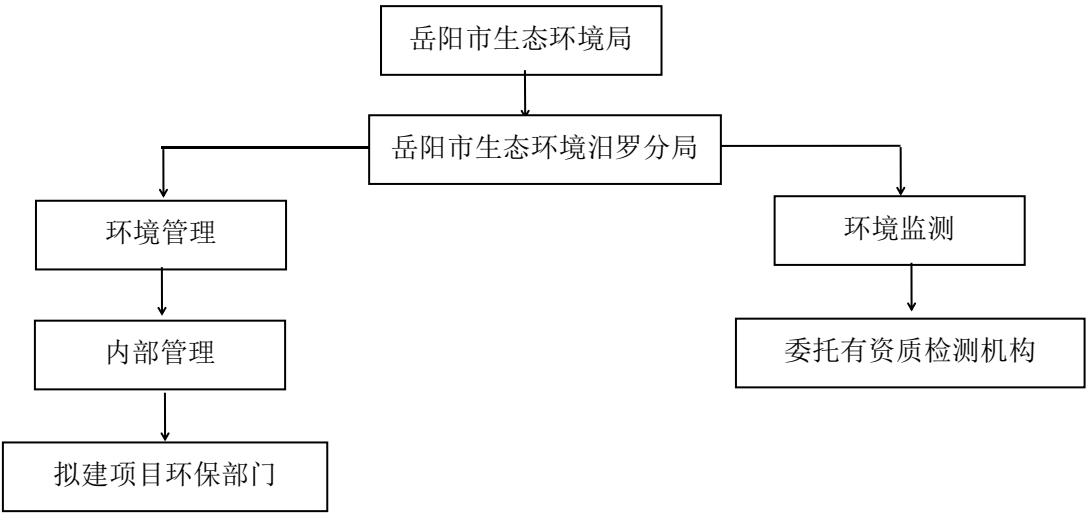 岳阳市生态环境局
岳阳市生态环境汨罗分局
环境管理
环境监测
内部管理
委托有资质检测机构
拟建项目环保部门